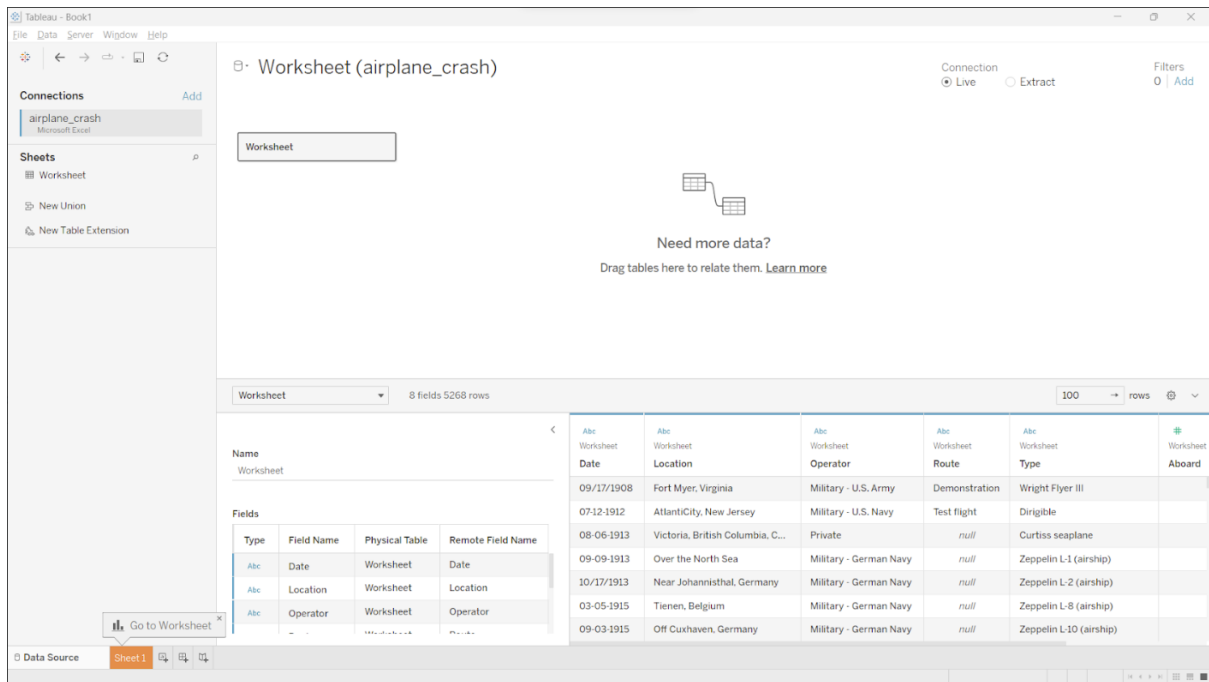 Tableau - Book1
File Data Server Window Help
Worksheet (airplane_crash)
Connection
Live Extract
Filters
0 Add
Connections Add
airplane_crash
Microsoft Excel
Sheets
Worksheet
New Union
New Table Extension
Worksheet
Need more data?
Drag tables here to relate them. Learn more
Worksheet 8 fields 5268 rows 100 → rows
Name
Worksheet
Fields
Type Field Name Physical Table Remote Field Name
Abc Date Worksheet Date
Abc Location Worksheet Location
Abc Operator Worksheet Operator
Abc Abc Abc Abc Abc #
Worksheet Worksheet Worksheet Worksheet Worksheet Worksheet
Date Location Operator Route Type Aboard
09/17/1908 Fort Myer, Virginia Military - U.S. Army Demonstration Wright Flyer III
07-12-1912 AtlantiCity, New Jersey Military - U.S. Navy Test flight Dirigible
08-06-1913 Victoria, British Columbia, C... Private null Curtiss seaplane
09-09-1913 Over the North Sea Military - German Navy null Zeppelin L-1 (airship)
10/17/1913 Near Johannisthal, Germany Military - German Navy null Zeppelin L-2 (airship)
03-05-1915 Tienen, Belgium Military - German Navy null Zeppelin L-8 (airship)
09-03-1915 Off Cuxhaven, Germany Military - German Navy null Zeppelin L-10 (airship)
Go to Worksheet
Data Source Sheet 1